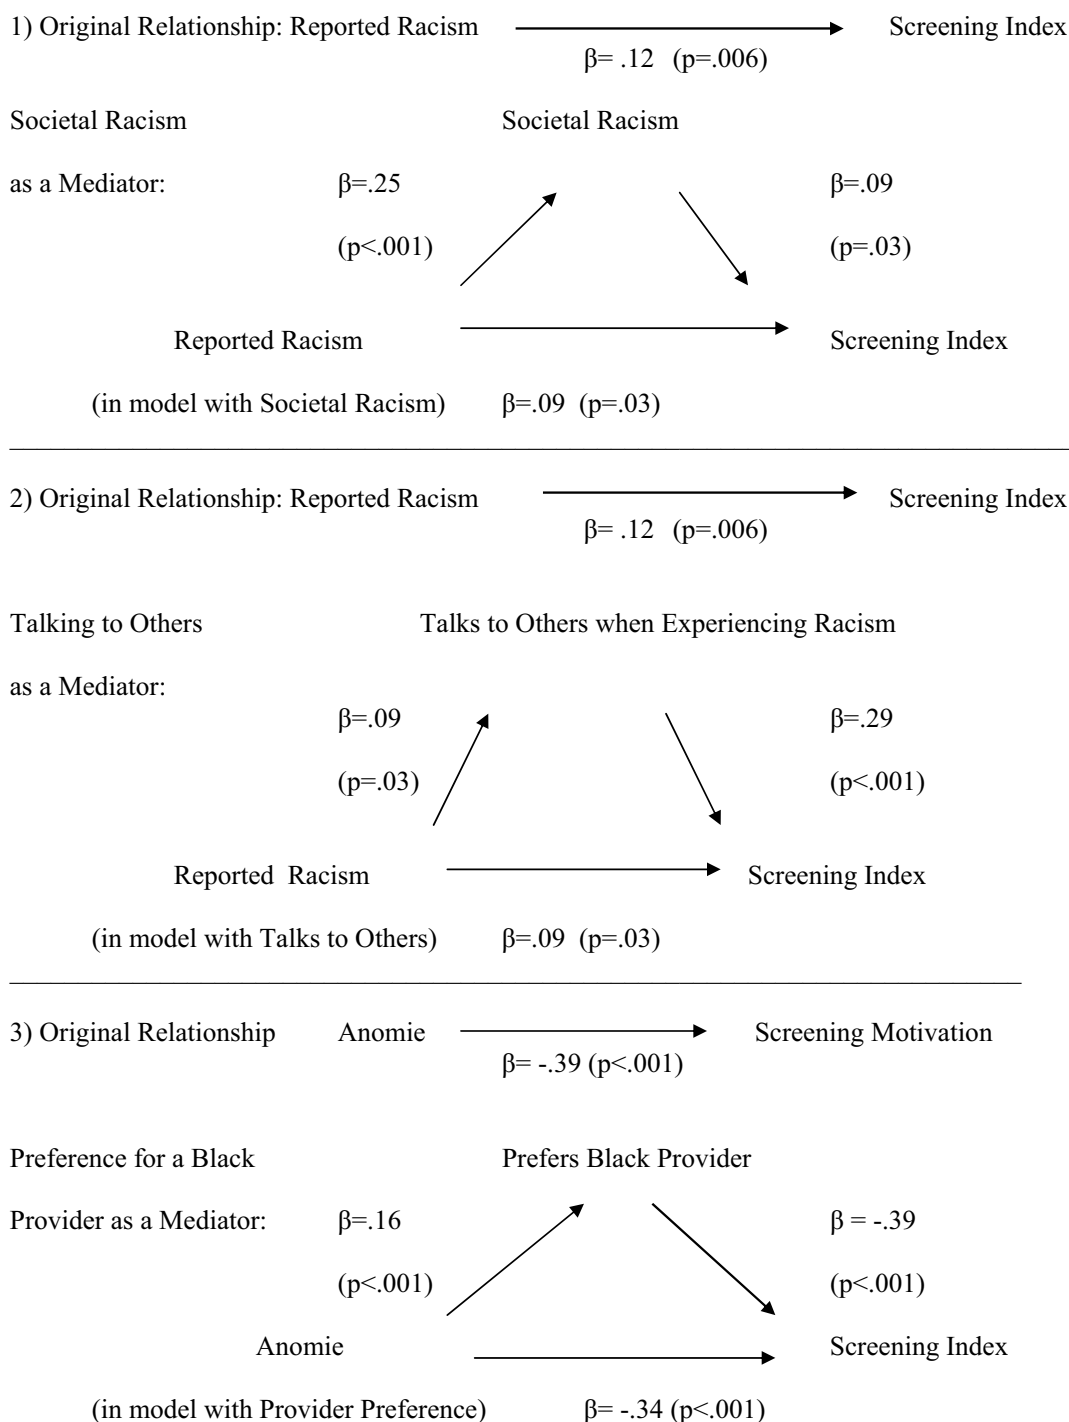 1) Original Relationship: Reported Racism Screening Index
β= .12 (p=.006)
Societal Racism Societal Racism
as a Mediator: β=.25 β=.09
(p<.001) (p=.03)
Reported Racism Screening Index
(in model with Societal Racism) β=.09 (p=.03)
2) Original Relationship: Reported Racism Screening Index
β= .12 (p=.006)
Talking to Others Talks to Others when Experiencing Racism
as a Mediator:
β=.09 β=.29
(p=.03) (p<.001)
Reported Racism Screening Index
(in model with Talks to Others) β=.09 (p=.03)
3) Original Relationship Anomie Screening Motivation
β= -.39 (p<.001)
Preference for a Black Prefers Black Provider
Provider as a Mediator: β=.16 β = -.39
(p<.001) (p<.001)
Anomie Screening Index
(in model with Provider Preference) β= -.34 (p<.001)